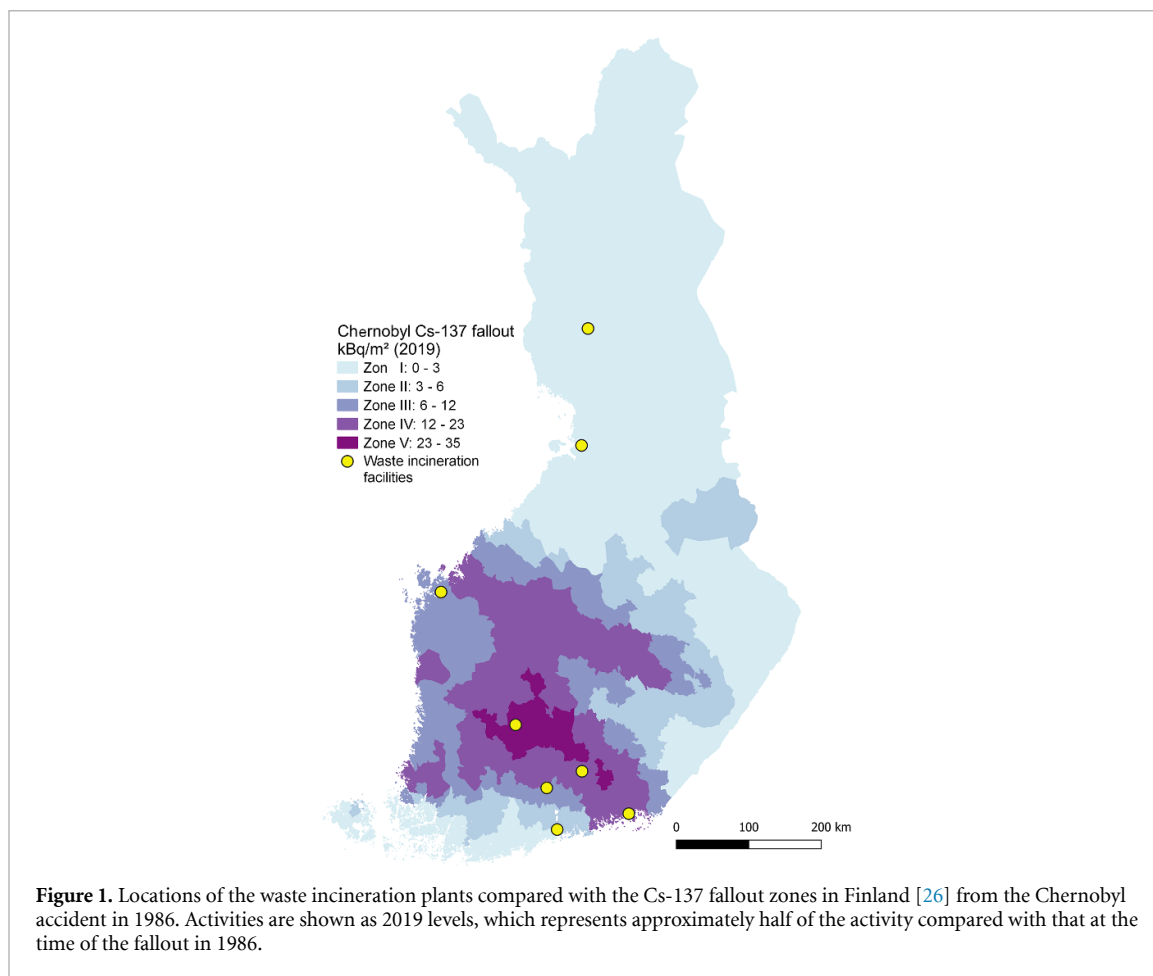 Chernobyl Cs-137 fallout
kBq/m² (2019)
Zon I: 0 - 3
Zone II: 3 - 6
Zone III: 6 - 12
Zone IV: 12 - 23
Zone V: 23 - 35
Waste incineration
facilities
0 100 200 km
Figure 1. Locations of the waste incineration plants compared with the Cs-137 fallout zones in Finland [26] from the Chernobyl
accident in 1986. Activities are shown as 2019 levels, which represents approximately half of the activity compared with that at the
time of the fallout in 1986.